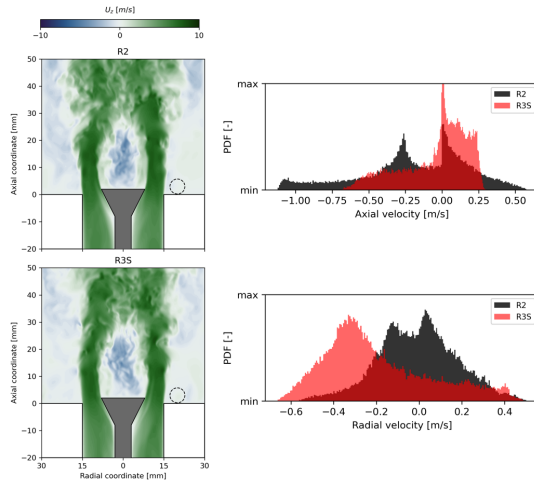 U_z [m/s]
−10 0 10
R2
50
40
30
20
10
0
−10
−20
Axial coordinate [mm]
R3S
50
40
30
20
10
0
−10
−20
Axial coordinate [mm]
30 15 0 15 30
Radial coordinate [mm]
max
PDF [-]
min
R2
R3S
−1.00 −0.75 −0.50 −0.25 0.00 0.25 0.50
Axial velocity [m/s]
max
PDF [-]
min
R2
R3S
−0.6 −0.4 −0.2 0.0 0.2 0.4
Radial velocity [m/s]